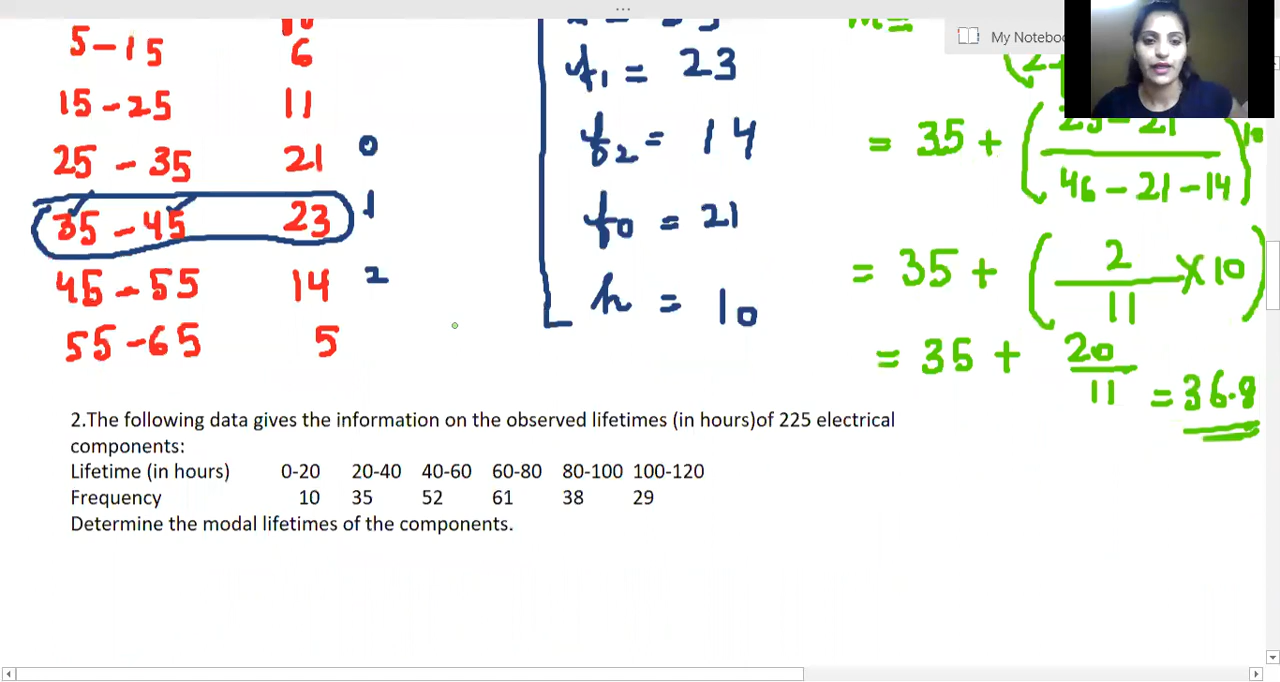 ...
My Notebo
5-15 6
15-25 11
25-35 21 0
35-45 23 1
45-55 14 2
55-65 5
f₁ = 23
f₂ = 14
f₀ = 21
h = 10
= 35 + ( 23-21 / 46-21-14 ) 10
= 35 + ( 2/11 × 10 )
= 35 + 20/11 = 36.8
2.The following data gives the information on the observed lifetimes (in hours)of 225 electrical
components:
Lifetime (in hours) 0-20 20-40 40-60 60-80 80-100 100-120
Frequency 10 35 52 61 38 29
Determine the modal lifetimes of the components.